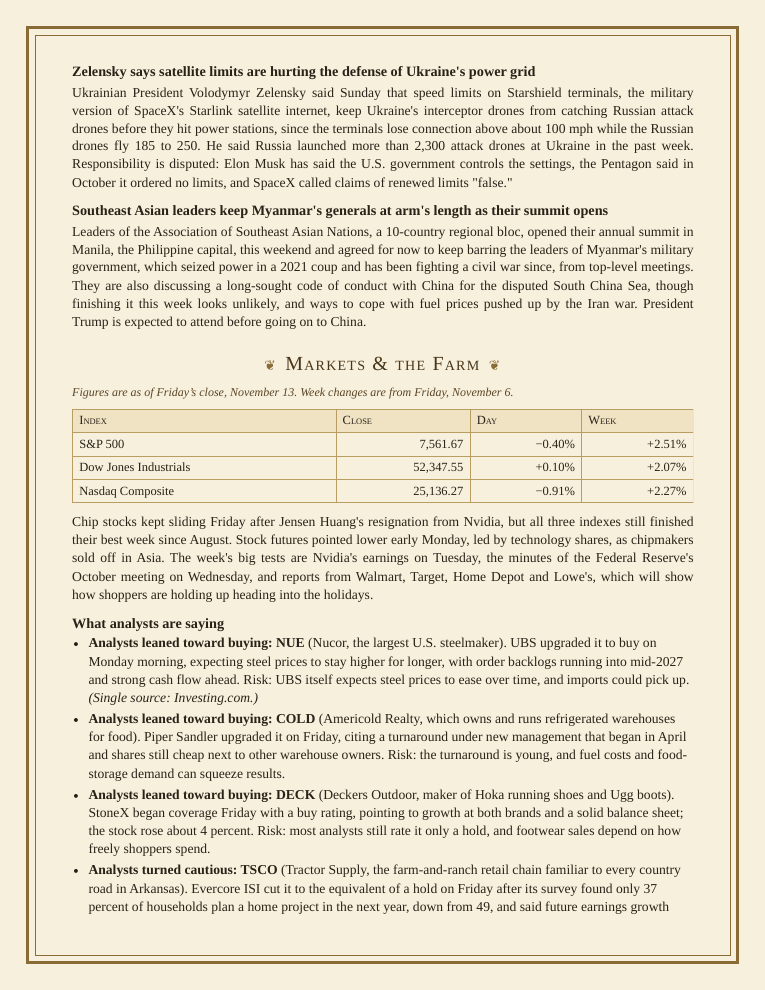 Zelensky says satellite limits are hurting the defense of Ukraine's power grid
Ukrainian President Volodymyr Zelensky said Sunday that speed limits on Starshield terminals, the military
version of SpaceX's Starlink satellite internet, keep Ukraine's interceptor drones from catching Russian attack
drones before they hit power stations, since the terminals lose connection above about 100 mph while the Russian
drones fly 185 to 250. He said Russia launched more than 2,300 attack drones at Ukraine in the past week.
Responsibility is disputed: Elon Musk has said the U.S. government controls the settings, the Pentagon said in
October it ordered no limits, and SpaceX called claims of renewed limits "false."
Southeast Asian leaders keep Myanmar's generals at arm's length as their summit opens
Leaders of the Association of Southeast Asian Nations, a 10-country regional bloc, opened their annual summit in
Manila, the Philippine capital, this weekend and agreed for now to keep barring the leaders of Myanmar's military
government, which seized power in a 2021 coup and has been fighting a civil war since, from top-level meetings.
They are also discussing a long-sought code of conduct with China for the disputed South China Sea, though
finishing it this week looks unlikely, and ways to cope with fuel prices pushed up by the Iran war. President
Trump is expected to attend before going on to China.
❦ Markets & the Farm ❦
Figures are as of Friday’s close, November 13. Week changes are from Friday, November 6.
Index Close Day Week
S&P 500 7,561.67 −0.40% +2.51%
Dow Jones Industrials 52,347.55 +0.10% +2.07%
Nasdaq Composite 25,136.27 −0.91% +2.27%
Chip stocks kept sliding Friday after Jensen Huang's resignation from Nvidia, but all three indexes still finished
their best week since August. Stock futures pointed lower early Monday, led by technology shares, as chipmakers
sold off in Asia. The week's big tests are Nvidia's earnings on Tuesday, the minutes of the Federal Reserve's
October meeting on Wednesday, and reports from Walmart, Target, Home Depot and Lowe's, which will show
how shoppers are holding up heading into the holidays.
What analysts are saying
• Analysts leaned toward buying: NUE (Nucor, the largest U.S. steelmaker). UBS upgraded it to buy on
Monday morning, expecting steel prices to stay higher for longer, with order backlogs running into mid-2027
and strong cash flow ahead. Risk: UBS itself expects steel prices to ease over time, and imports could pick up.
(Single source: Investing.com.)
• Analysts leaned toward buying: COLD (Americold Realty, which owns and runs refrigerated warehouses
for food). Piper Sandler upgraded it on Friday, citing a turnaround under new management that began in April
and shares still cheap next to other warehouse owners. Risk: the turnaround is young, and fuel costs and food-
storage demand can squeeze results.
• Analysts leaned toward buying: DECK (Deckers Outdoor, maker of Hoka running shoes and Ugg boots).
StoneX began coverage Friday with a buy rating, pointing to growth at both brands and a solid balance sheet;
the stock rose about 4 percent. Risk: most analysts still rate it only a hold, and footwear sales depend on how
freely shoppers spend.
• Analysts turned cautious: TSCO (Tractor Supply, the farm-and-ranch retail chain familiar to every country
road in Arkansas). Evercore ISI cut it to the equivalent of a hold on Friday after its survey found only 37
percent of households plan a home project in the next year, down from 49, and said future earnings growth